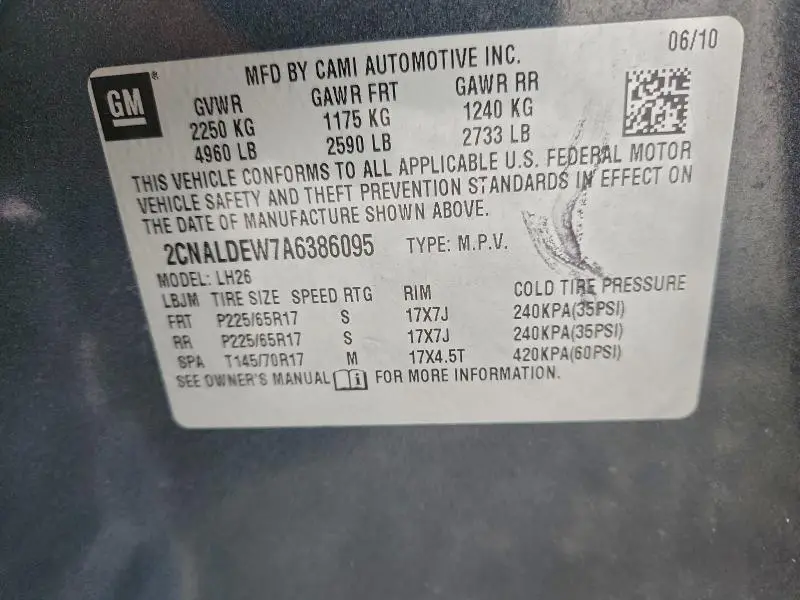 06/10
MFD BY CAMI AUTOMOTIVE INC.
GM
GVWR GAWR FRT GAWR RR
2250 KG 1175 KG 1240 KG
4960 LB 2590 LB 2733 LB
THIS VEHICLE CONFORMS TO ALL APPLICABLE U.S. FEDERAL MOTOR
VEHICLE SAFETY AND THEFT PREVENTION STANDARDS IN EFFECT ON
THE DATE OF MANUFACTURE SHOWN ABOVE.
2CNALDEW7A6386095 TYPE: M.P.V.
MODEL: LH26
LBJM TIRE SIZE SPEED RTG RIM COLD TIRE PRESSURE
FRT P225/65R17 S 17X7J 240KPA(35PSI)
RR P225/65R17 S 17X7J 240KPA(35PSI)
SPA T145/70R17 M 17X4.5T 420KPA(60PSI)
SEE OWNER'S MANUAL i FOR MORE INFORMATION.